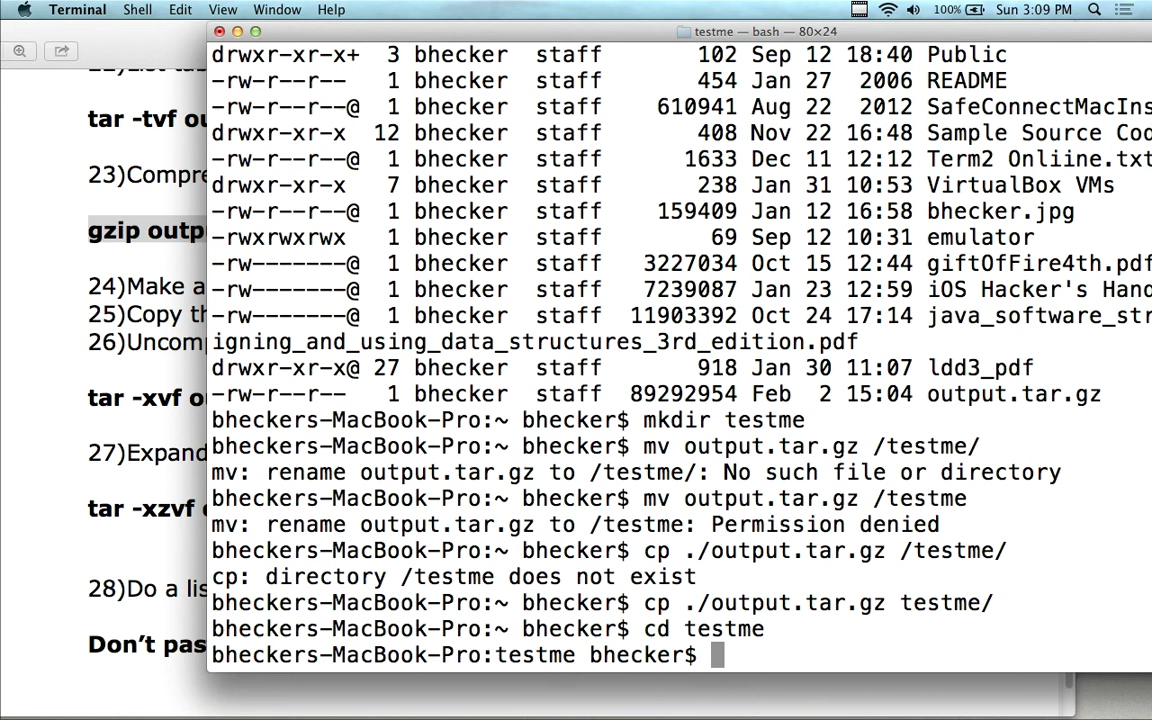 Terminal Shell Edit View Window Help 100% Sun 3:09 PM
testme — bash — 80×24
tar -tvf
23)Compre
24)Make a
25)Copy
26)Uncomp
tar -xvf
27)Expand
tar -xzvf
28)Do a
Don't
gzip
drwxr-xr-x+ 3 bhecker staff 102 Sep 12 18:40 Public
-rw-r--r-- 1 bhecker staff 454 Jan 27 2006 README
-rw-r--r--@ 1 bhecker staff 610941 Aug 22 2012 SafeConnectMacIns
drwxr-xr-x 12 bhecker staff 408 Nov 22 16:48 Sample Source Coo
-rw-r--r--@ 1 bhecker staff 1633 Dec 11 12:12 Term2 Onliine.txt
drwxr-xr-x 7 bhecker staff 238 Jan 31 10:53 VirtualBox VMs
-rw-r--r--@ 1 bhecker staff 159409 Jan 12 16:58 bhecker.jpg
-rwxrwxrwx 1 bhecker staff 69 Sep 12 10:31 emulator
-rw-------@ 1 bhecker staff 3227034 Oct 15 12:44 giftOfFire4th.pdf
-rw-------@ 1 bhecker staff 7239087 Jan 23 12:59 iOS Hacker's Hand
-rw-------@ 1 bhecker staff 11903392 Oct 24 17:14 java_software_str
igning_and_using_data_structures_3rd_edition.pdf
drwxr-xr-x@ 27 bhecker staff 918 Jan 30 11:07 ldd3_pdf
-rw-r--r-- 1 bhecker staff 89292954 Feb 2 15:04 output.tar.gz
bheckers-MacBook-Pro:~ bhecker$ mkdir testme
bheckers-MacBook-Pro:~ bhecker$ mv output.tar.gz /testme/
mv: rename output.tar.gz to /testme/: No such file or directory
bheckers-MacBook-Pro:~ bhecker$ mv output.tar.gz /testme
mv: rename output.tar.gz to /testme: Permission denied
bheckers-MacBook-Pro:~ bhecker$ cp ./output.tar.gz /testme/
cp: directory /testme does not exist
bheckers-MacBook-Pro:~ bhecker$ cp ./output.tar.gz testme/
bheckers-MacBook-Pro:~ bhecker$ cd testme
bheckers-MacBook-Pro:testme bhecker$